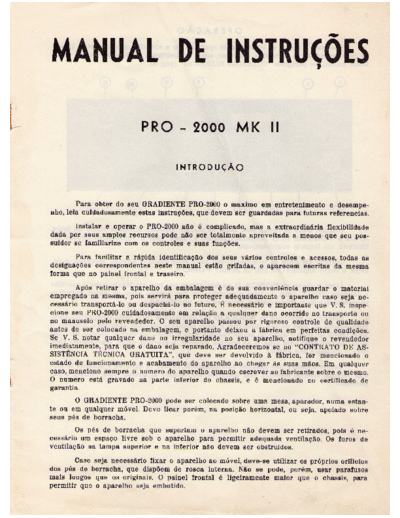 MANUAL DE INSTRUÇÕES
PRO - 2000 MK II
INTRODUÇÃO
Para obter do seu GRADIENTE PRO-2000 o maximo em entretenimento e desempe-
nho, leia cuidadosamente estas instruções, que devem ser guardadas para futuras referencias.
Instalar e operar o PRO-2000 não é complicado, mas a extraordinária flexibilidade
dada por seus amplos recursos pode não ser totalmente aproveitada a menos que seu pos-
suidor se familiarize com os controles e suas funções.
Para facilitar a rápida identificação dos seus vários controles e acessos, todas as
designações correspondentes neste manual estão grifadas, e aparecem escritas da mesma
forma que no painel frontal e traseiro.
Após retirar o aparelho da embalagem é de sua conveniência guardar o material
empregado na mesma, pois servirá para proteger adequadamente o aparelho caso seja ne-
cessário transportá-lo ou despachá-lo no futuro. É necessário e importante que V. S. inspe-
cione seu PRO-2000 cuidadosamente em relação a qualquer dano ocorrido no transporte ou
no manuseio pelo revendedor. O seu aparelho passou por rigoroso controle de qualidade
antes de ser colocado na embalagem, e portanto deixou a fábrica em perfeitas condições.
Se V. S. notar qualquer dano ou irregularidade no seu aparelho, notifique o revendedor
imediatamente, para que o dano seja reparado. Agradeceremos se no "CONTRATO DE AS-
SISTÊNCIA TÉCNICA GRATUITA", que deve ser devolvido à fábrica, for mencionado o
estado de funcionamento e acabamento do aparelho ao chegar às suas mãos. Em qualquer
caso, mencione sempre o numero do aparelho quando escrever ao fabricante sobre o mesmo.
O numero está gravado na parte inferior do chassis, e é mencionado no certificado de
garantia.
O GRADIENTE PRO-2000 pode ser colocado sobre uma mesa, aparador, numa estan-
te ou em qualquer móvel. Deve ficar porém, na posição horizontal, ou seja, apoiado sobre
seus pés de borracha.
Os pés de borracha que suportam o aparelho não devem ser retirados, pois é ne-
cessário um espaço livre sob o aparelho para permitir adequada ventilação. Os furos de
ventilação na tampa superior e na inferior não devem ser obstruidos.
Caso seja necessário fixar o aparelho ao móvel, deve-se utilizar os próprios orifícios
dos pés de borracha, que dispõem de rosca interna. Não se pode, porém, usar parafusos
mais longos que os originais. O painel frontal é ligeiramente maior que o chassis, para
permitir que o aparelho seja embutido.